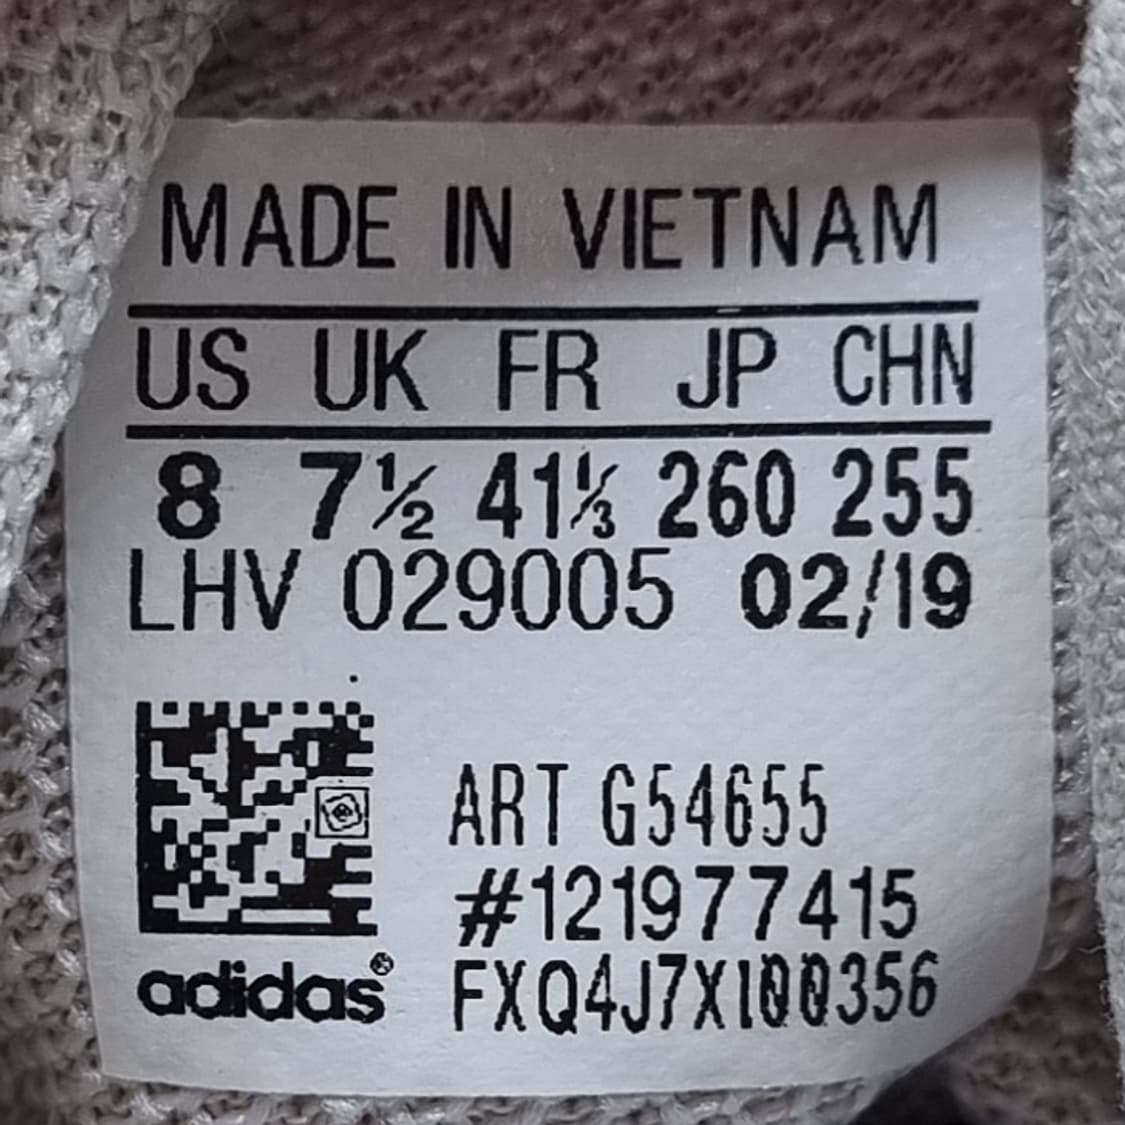 MADE IN VIETNAM
US UK FR JP CHN
8 7½ 41⅓ 260 255
LHV 029005 02/19
ART G54655
#121977415
adidas®
FXQ4J7XI00356